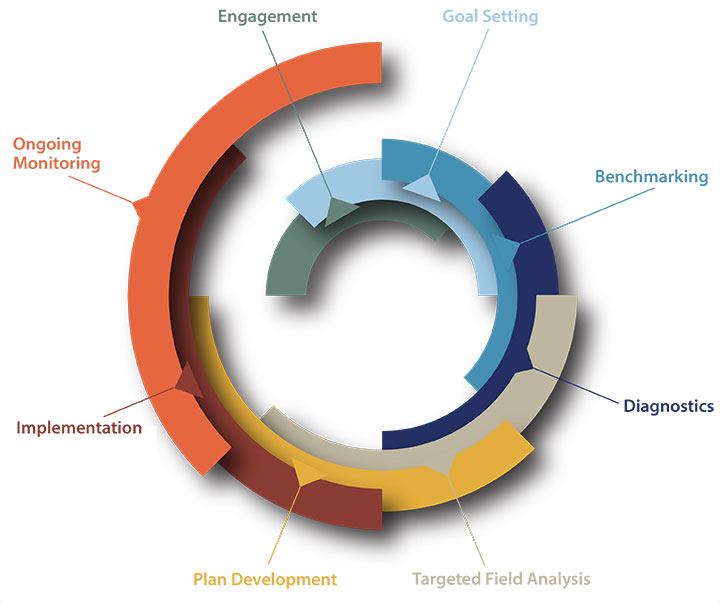 Engagement
Goal Setting
Ongoing
Monitoring
Benchmarking
Diagnostics
Implementation
Plan Development
Targeted Field Analysis